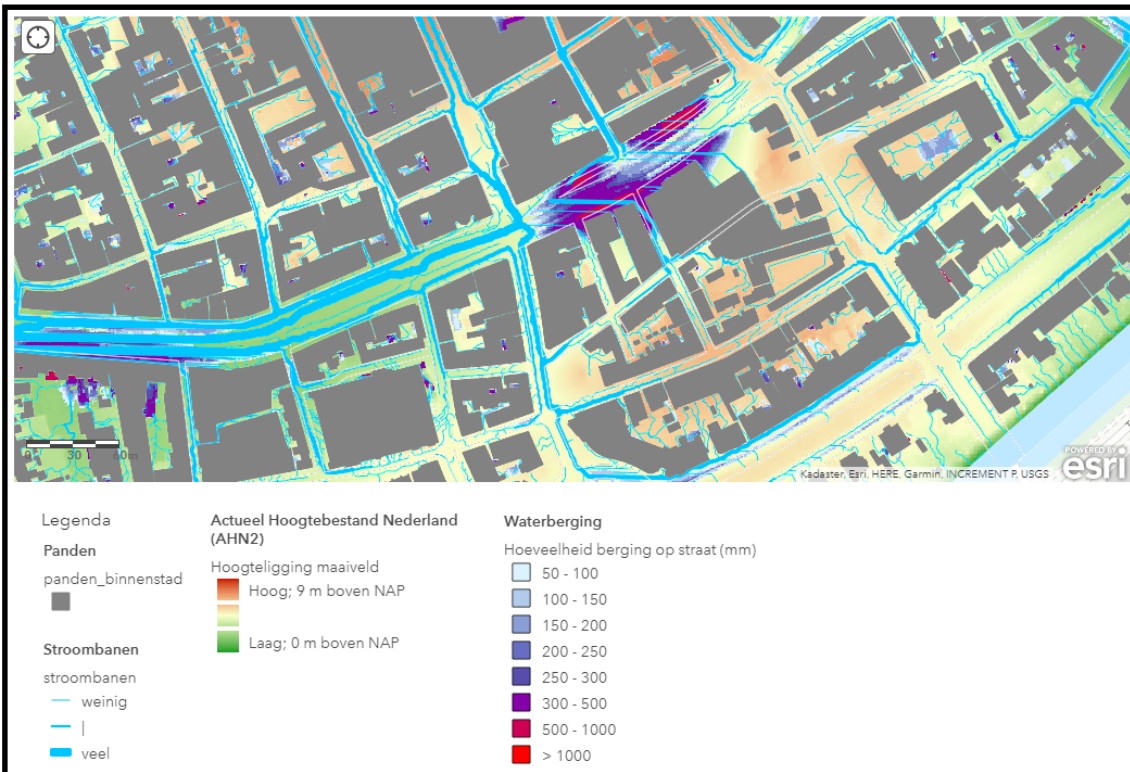 0 30 60m
Kadaster, Esri, HERE, Garmin, INCREMENT P, USGS
POWERED BY
esri
Legenda
Panden
panden_binnenstad
Stroombanen
stroombanen
weinig
|
veel
Actueel Hoogtebestand Nederland
(AHN2)
Hoogteligging maaiveld
Hoog; 9 m boven NAP
Laag; 0 m boven NAP
Waterberging
Hoeveelheid berging op straat (mm)
50 - 100
100 - 150
150 - 200
200 - 250
250 - 300
300 - 500
500 - 1000
> 1000